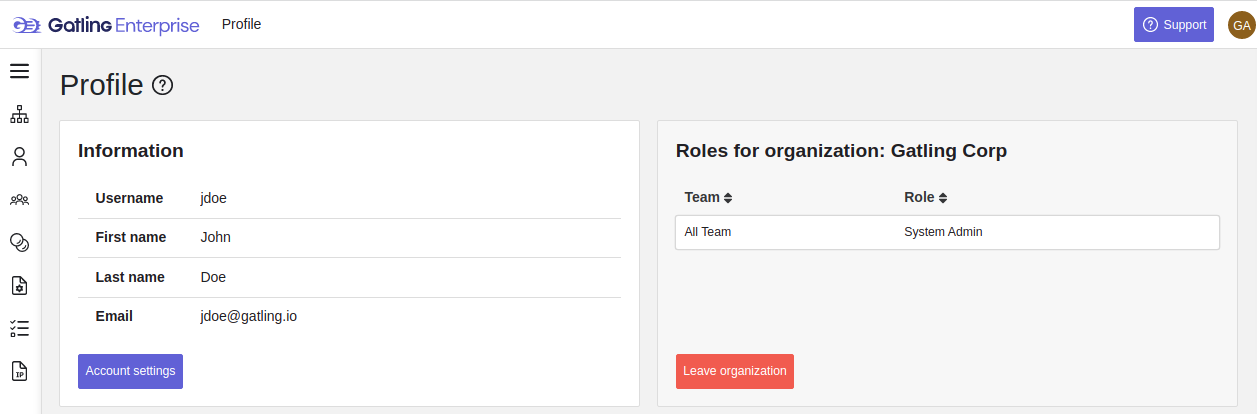 Gatling Enterprise Profile Support GA
Profile
Information
Username jdoe
First name John
Last name Doe
Email jdoe@gatling.io
Account settings
Roles for organization: Gatling Corp
Team Role
All Team System Admin
Leave organization
IP